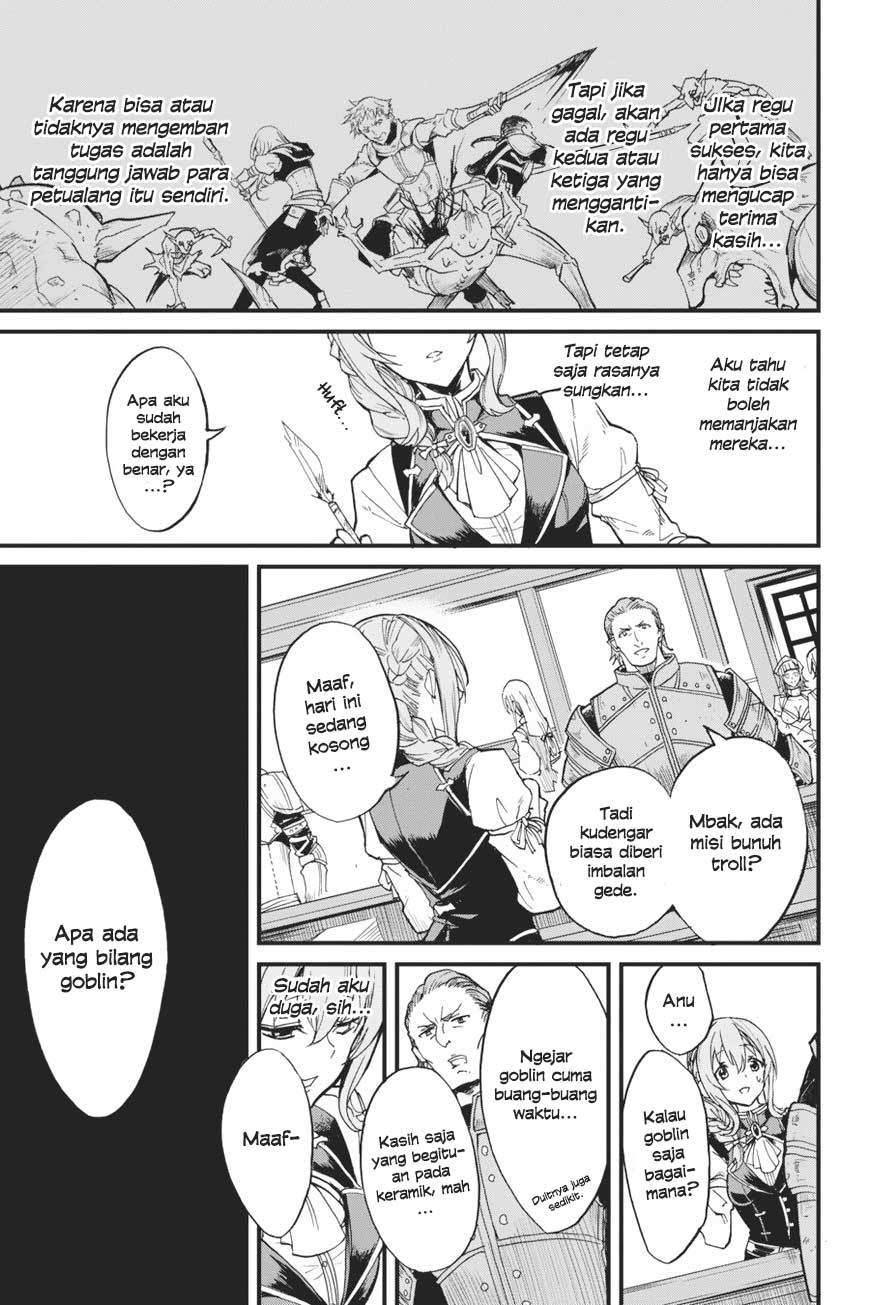 JIka regu
pertama
sukses, kita
hanya bisa
mengucap
terima
kasih...
Tapi jika
gagal, akan
ada regu
kedua atau
ketiga yang
mengganti-
kan.
Karena bisa atau
tidaknya mengemban
tugas adalah
tanggung jawab para
petualang itu sendiri.
Aku tahu
kita tidak
boleh
memanjakan
mereka...
Tapi tetap
saja rasanya
sungkan...
Huft...
Apa aku
sudah
bekerja
dengan
benar, ya
...?
Mbak, ada
misi bunuh
troll?
Tadi
kudengar
biasa diberi
imbalan
gede.
Maaf,
hari ini
sedang
kosong
...
Anu
...
Kalau
goblin
saja
bagai-
mana?
Ngejar
goblin cuma
buang-buang
waktu...
Duitnya juga
sedikit.
Kasih saja
yang begitu-
an pada
keramik, mah
...
Sudah aku
duga, sih...
Maaf-
Apa ada
yang bilang
goblin?